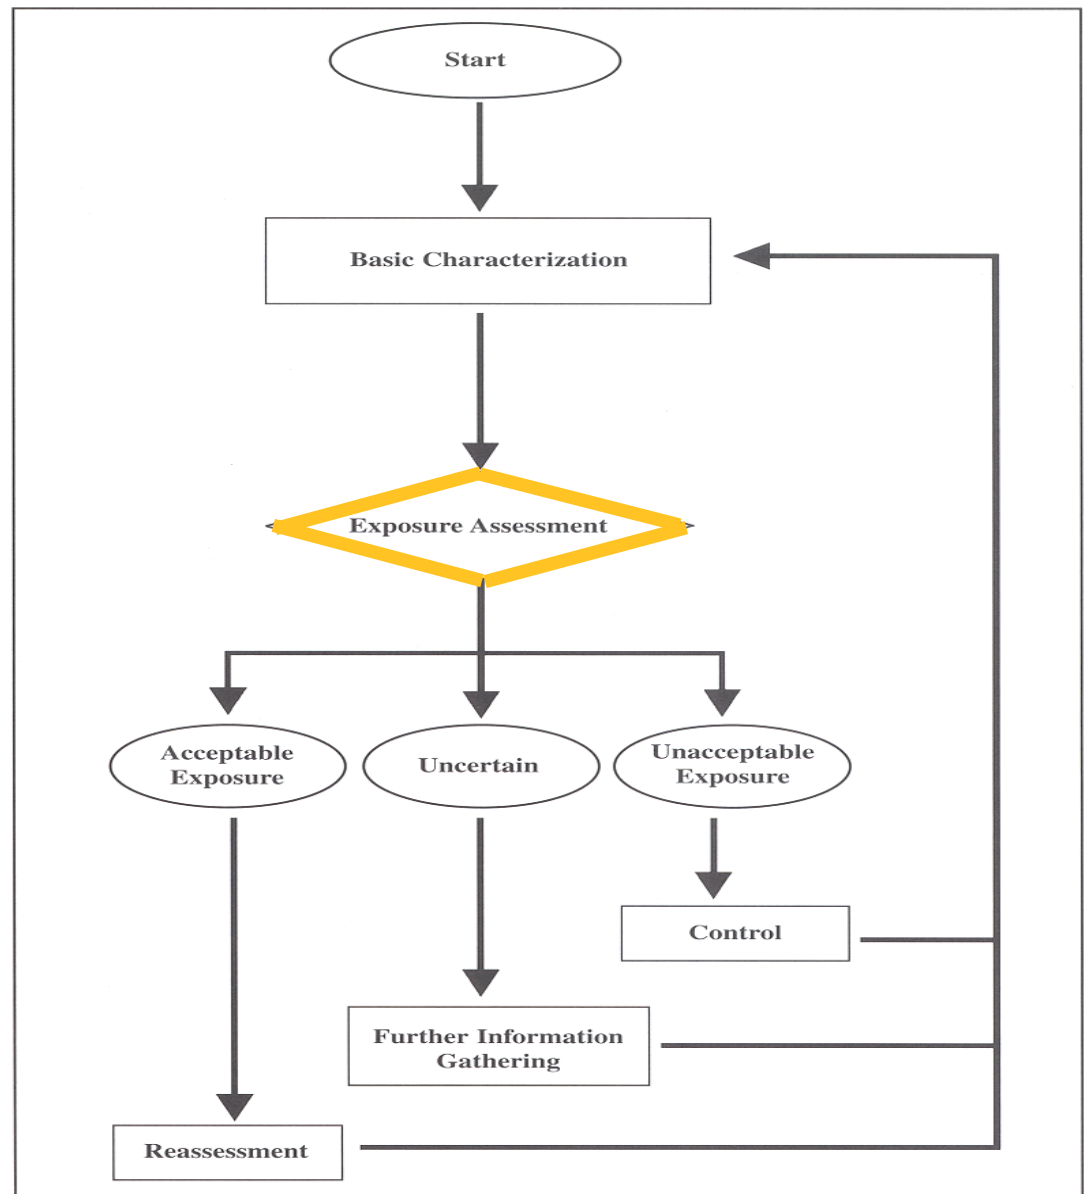 Start
Basic Characterization
Exposure Assessment
Acceptable
Exposure
Uncertain
Unacceptable
Exposure
Control
Further Information
Gathering
Reassessment